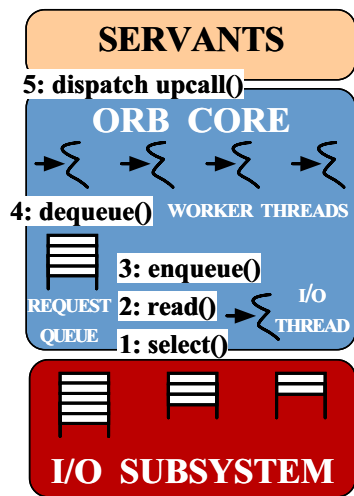 SERVANTS
5: dispatch upcall()
ORB CORE
4: dequeue()
WORKER THREADS
3: enqueue()
REQUEST
QUEUE
2: read()
I/O
THREAD
1: select()
I/O SUBSYSTEM